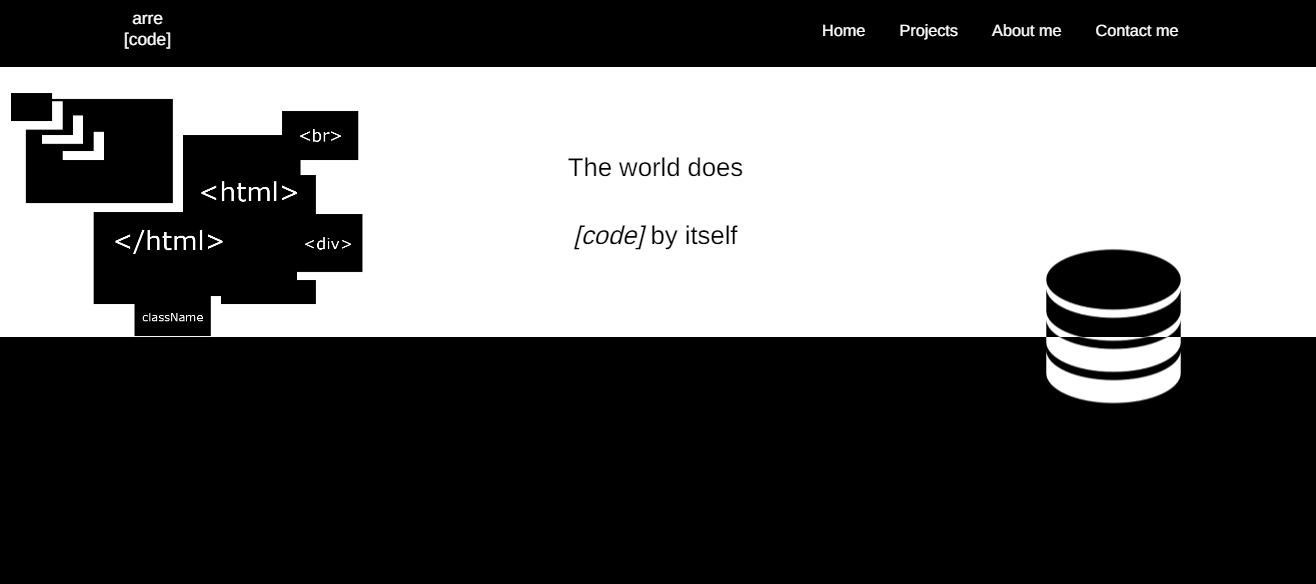 arre
[code]
Home Projects About me Contact me
<br>
<html>
</html>
<div>
className
The world does
[code] by itself